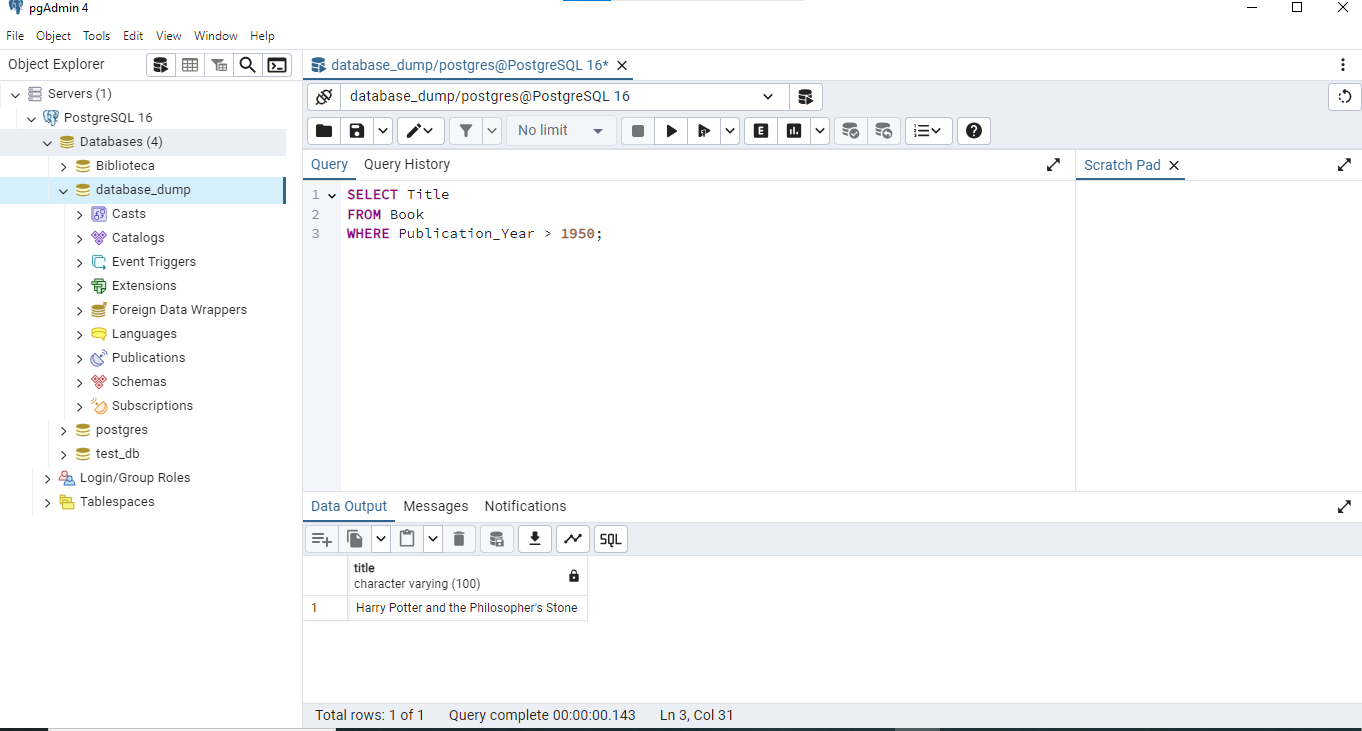 pgAdmin 4
File Object Tools Edit View Window Help
Object Explorer
database_dump/postgres@PostgreSQL 16*
Servers (1)
PostgreSQL 16
Databases (4)
Biblioteca
database_dump
Casts
Catalogs
Event Triggers
Extensions
Foreign Data Wrappers
Languages
Publications
Schemas
Subscriptions
postgres
test_db
Login/Group Roles
Tablespaces
database_dump/postgres@PostgreSQL 16
No limit
E
Query Query History
Scratch Pad
1 SELECT Title
2 FROM Book
3 WHERE Publication_Year > 1950;
Data Output Messages Notifications
SQL
title
character varying (100)
1 Harry Potter and the Philosopher's Stone
Total rows: 1 of 1 Query complete 00:00:00.143 Ln 3, Col 31